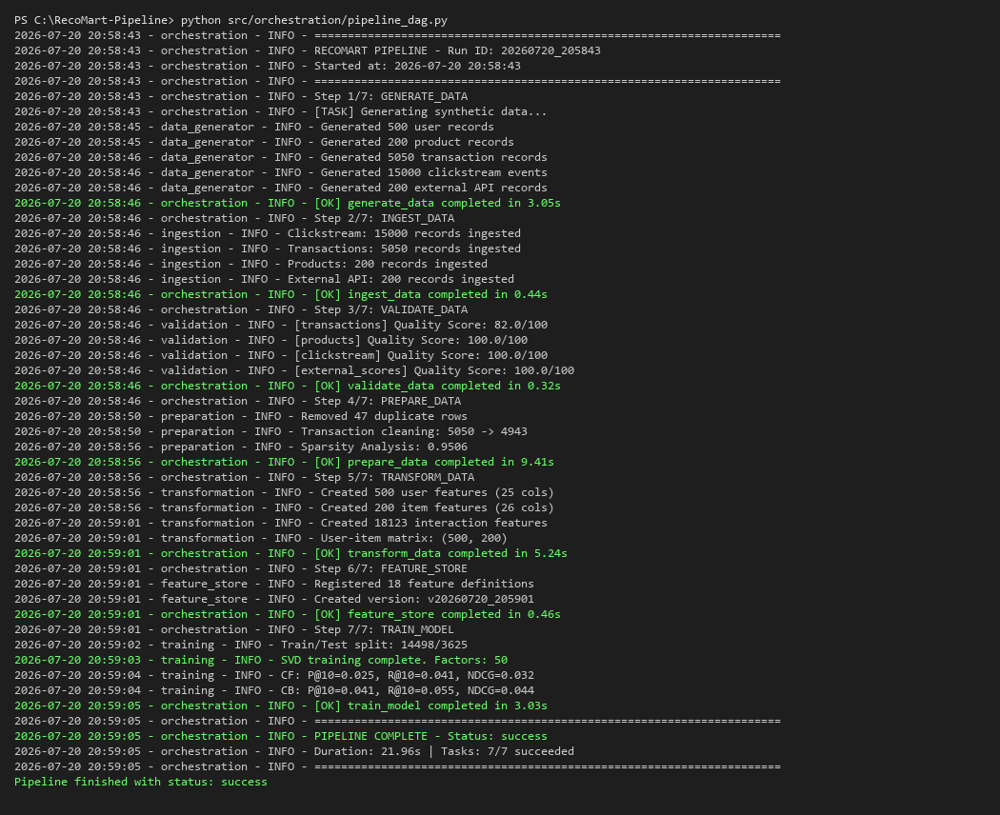 PS C:\RecoMart-Pipeline> python src/orchestration/pipeline_dag.py
2026-07-20 20:58:43 - orchestration - INFO - ======================================================================
2026-07-20 20:58:43 - orchestration - INFO - RECOMART PIPELINE - Run ID: 20260720_205843
2026-07-20 20:58:43 - orchestration - INFO - Started at: 2026-07-20 20:58:43
2026-07-20 20:58:43 - orchestration - INFO - ======================================================================
2026-07-20 20:58:43 - orchestration - INFO - Step 1/7: GENERATE_DATA
2026-07-20 20:58:43 - orchestration - INFO - [TASK] Generating synthetic data...
2026-07-20 20:58:45 - data_generator - INFO - Generated 500 user records
2026-07-20 20:58:45 - data_generator - INFO - Generated 200 product records
2026-07-20 20:58:46 - data_generator - INFO - Generated 5050 transaction records
2026-07-20 20:58:46 - data_generator - INFO - Generated 15000 clickstream events
2026-07-20 20:58:46 - data_generator - INFO - Generated 200 external API records
2026-07-20 20:58:46 - orchestration - INFO - [OK] generate_data completed in 3.05s
2026-07-20 20:58:46 - orchestration - INFO - Step 2/7: INGEST_DATA
2026-07-20 20:58:46 - ingestion - INFO - Clickstream: 15000 records ingested
2026-07-20 20:58:46 - ingestion - INFO - Transactions: 5050 records ingested
2026-07-20 20:58:46 - ingestion - INFO - Products: 200 records ingested
2026-07-20 20:58:46 - ingestion - INFO - External API: 200 records ingested
2026-07-20 20:58:46 - orchestration - INFO - [OK] ingest_data completed in 0.44s
2026-07-20 20:58:46 - orchestration - INFO - Step 3/7: VALIDATE_DATA
2026-07-20 20:58:46 - validation - INFO - [transactions] Quality Score: 82.0/100
2026-07-20 20:58:46 - validation - INFO - [products] Quality Score: 100.0/100
2026-07-20 20:58:46 - validation - INFO - [clickstream] Quality Score: 100.0/100
2026-07-20 20:58:46 - validation - INFO - [external_scores] Quality Score: 100.0/100
2026-07-20 20:58:46 - orchestration - INFO - [OK] validate_data completed in 0.32s
2026-07-20 20:58:46 - orchestration - INFO - Step 4/7: PREPARE_DATA
2026-07-20 20:58:50 - preparation - INFO - Removed 47 duplicate rows
2026-07-20 20:58:50 - preparation - INFO - Transaction cleaning: 5050 -> 4943
2026-07-20 20:58:56 - preparation - INFO - Sparsity Analysis: 0.9506
2026-07-20 20:58:56 - orchestration - INFO - [OK] prepare_data completed in 9.41s
2026-07-20 20:58:56 - orchestration - INFO - Step 5/7: TRANSFORM_DATA
2026-07-20 20:58:56 - transformation - INFO - Created 500 user features (25 cols)
2026-07-20 20:58:56 - transformation - INFO - Created 200 item features (26 cols)
2026-07-20 20:59:01 - transformation - INFO - Created 18123 interaction features
2026-07-20 20:59:01 - transformation - INFO - User-item matrix: (500, 200)
2026-07-20 20:59:01 - orchestration - INFO - [OK] transform_data completed in 5.24s
2026-07-20 20:59:01 - orchestration - INFO - Step 6/7: FEATURE_STORE
2026-07-20 20:59:01 - feature_store - INFO - Registered 18 feature definitions
2026-07-20 20:59:01 - feature_store - INFO - Created version: v20260720_205901
2026-07-20 20:59:01 - orchestration - INFO - [OK] feature_store completed in 0.46s
2026-07-20 20:59:01 - orchestration - INFO - Step 7/7: TRAIN_MODEL
2026-07-20 20:59:02 - training - INFO - Train/Test split: 14498/3625
2026-07-20 20:59:03 - training - INFO - SVD training complete. Factors: 50
2026-07-20 20:59:04 - training - INFO - CF: P@10=0.025, R@10=0.041, NDCG=0.032
2026-07-20 20:59:04 - training - INFO - CB: P@10=0.041, R@10=0.055, NDCG=0.044
2026-07-20 20:59:05 - orchestration - INFO - [OK] train_model completed in 3.03s
2026-07-20 20:59:05 - orchestration - INFO - ======================================================================
2026-07-20 20:59:05 - orchestration - INFO - PIPELINE COMPLETE - Status: success
2026-07-20 20:59:05 - orchestration - INFO - Duration: 21.96s | Tasks: 7/7 succeeded
2026-07-20 20:59:05 - orchestration - INFO - ======================================================================
Pipeline finished with status: success